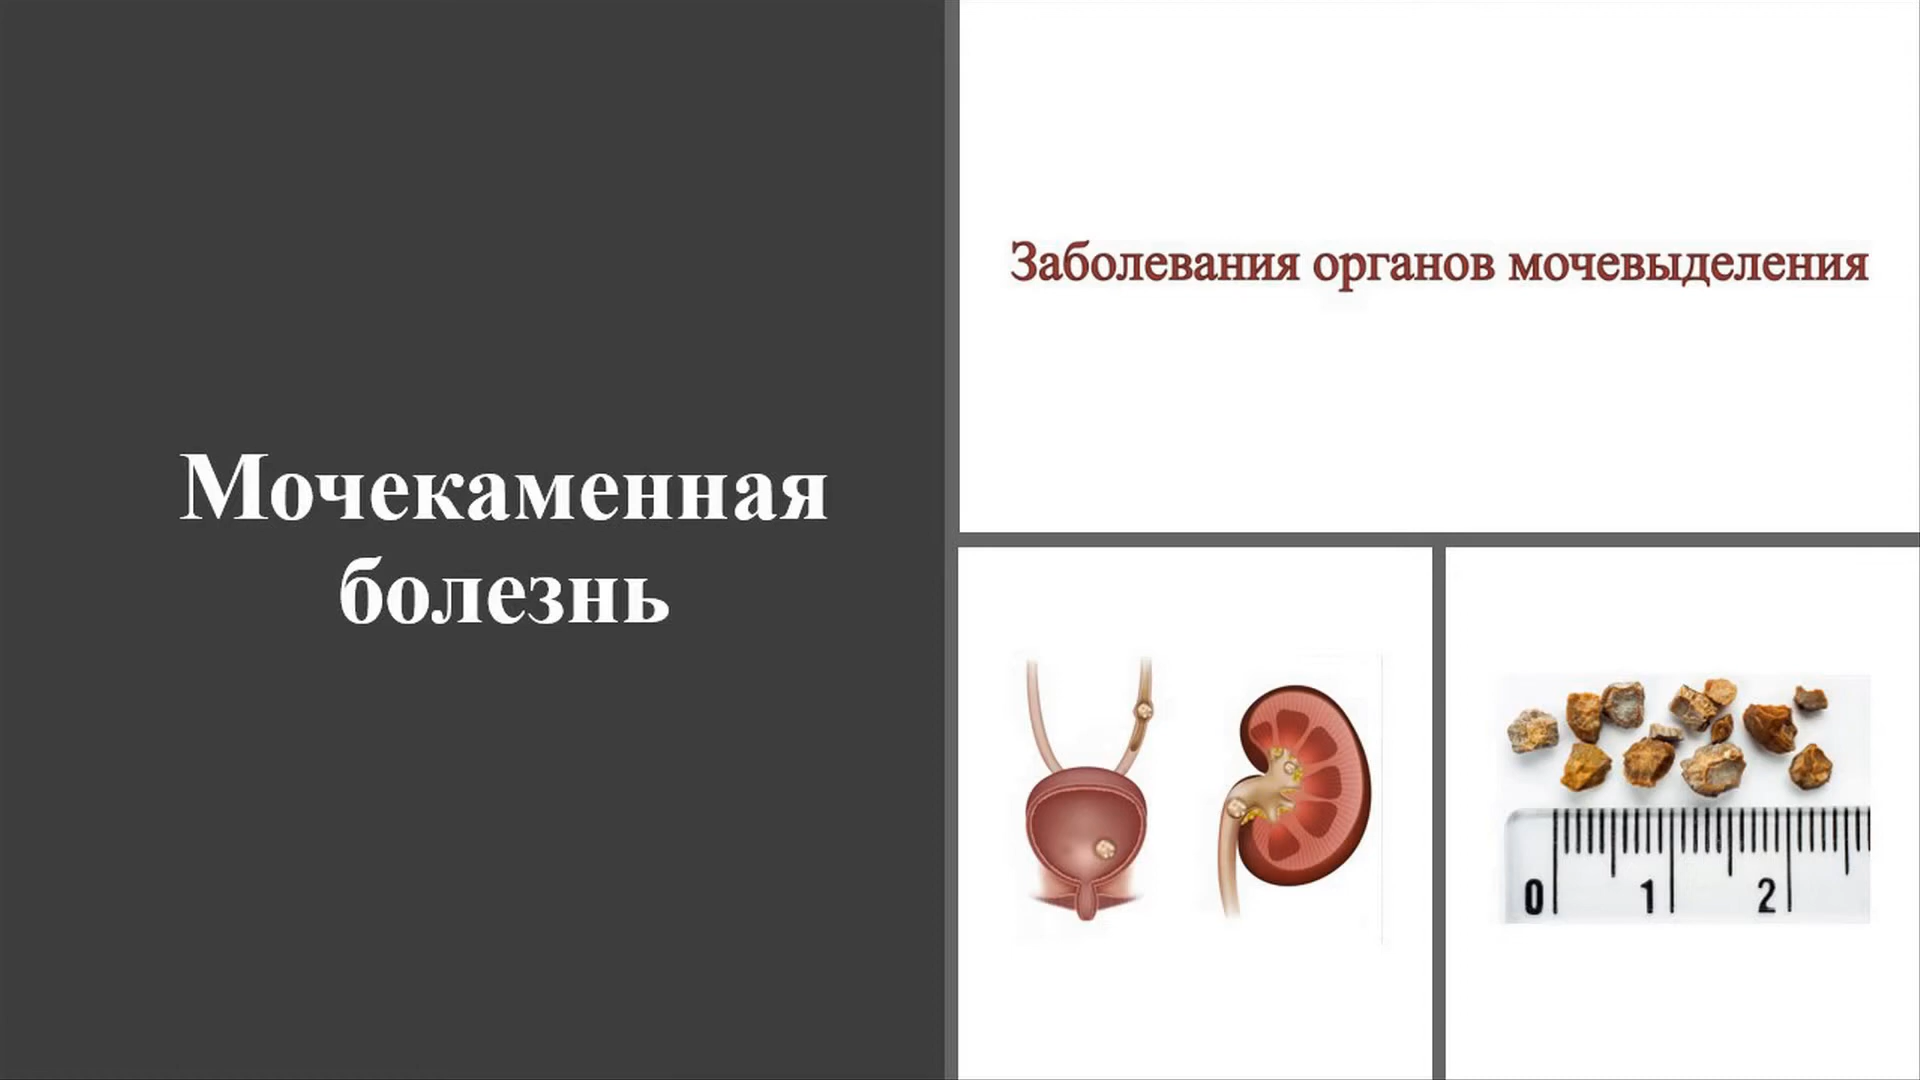 Мочекаменная
болезнь
Заболевания органов мочевыделения
0 1 2